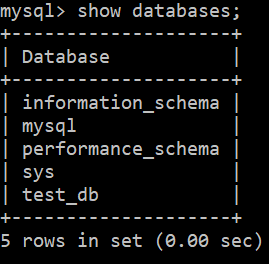 mysql> show databases;
+--------------------+
| Database           |
+--------------------+
| information_schema |
| mysql              |
| performance_schema |
| sys                |
| test_db            |
+--------------------+
5 rows in set (0.00 sec)